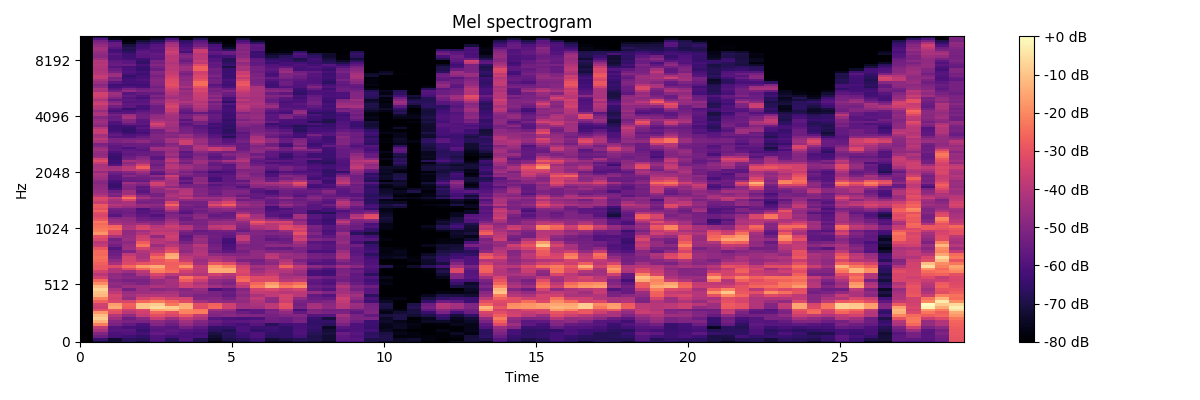 Mel spectrogram
8192
4096
2048
1024
512
0
Hz
0 5 10 15 20 25
Time
+0 dB
-10 dB
-20 dB
-30 dB
-40 dB
-50 dB
-60 dB
-70 dB
-80 dB